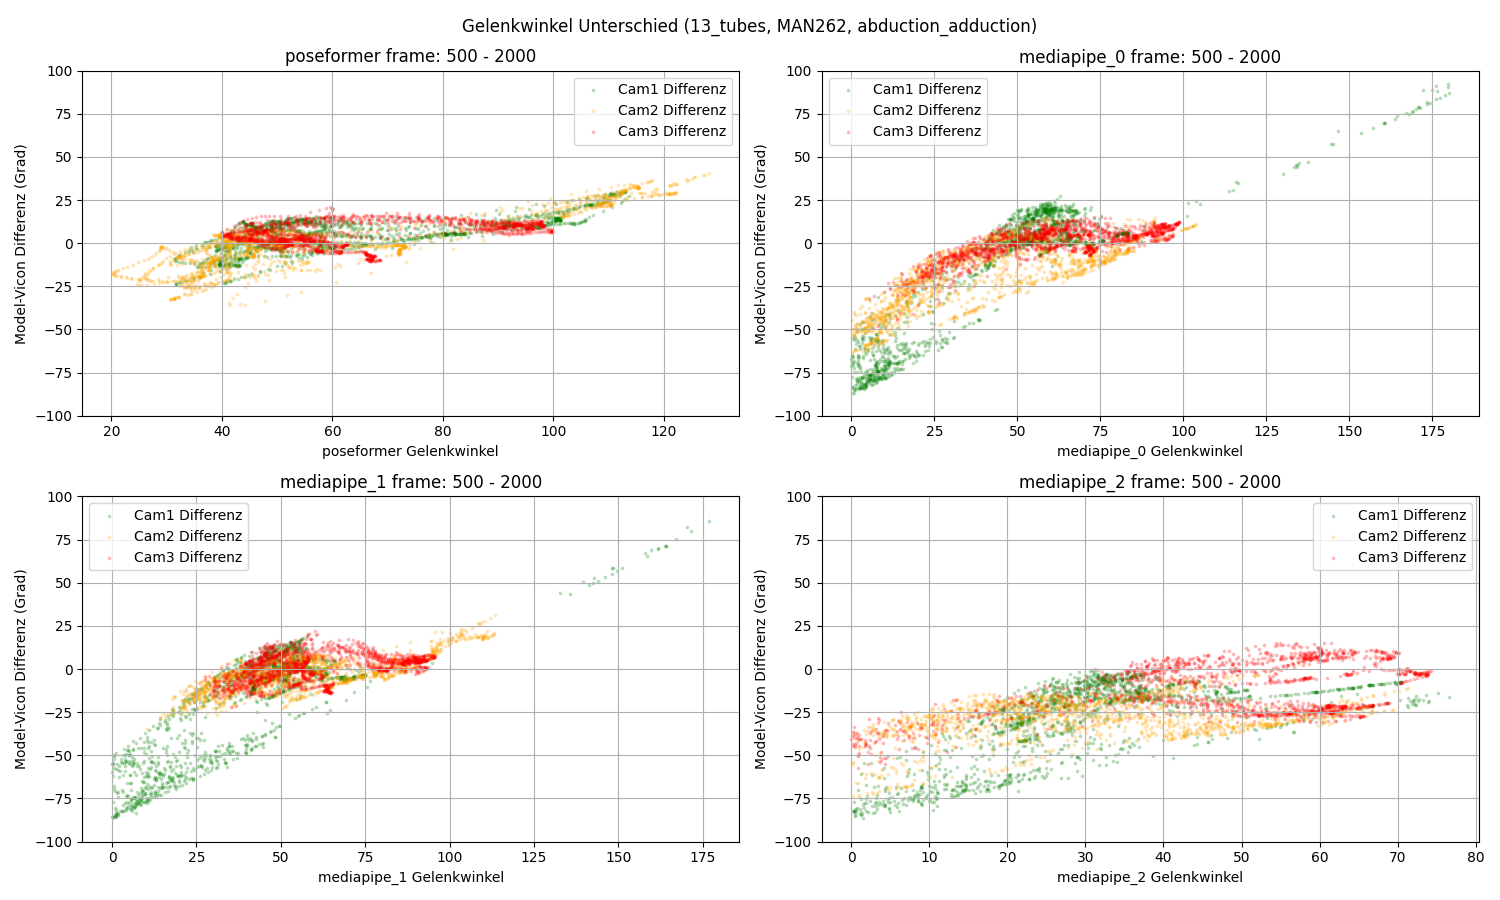 Gelenkwinkel Unterschied (13_tubes, MAN262, abduction_adduction)
poseformer frame: 500 - 2000
100
75
50
25
0
−25
−50
−75
−100
Model-Vicon Differenz (Grad)
Cam1 Differenz
Cam2 Differenz
Cam3 Differenz
20 40 60 80 100 120
poseformer Gelenkwinkel
mediapipe_0 frame: 500 - 2000
100
75
50
25
0
−25
−50
−75
−100
Model-Vicon Differenz (Grad)
Cam1 Differenz
Cam2 Differenz
Cam3 Differenz
0 25 50 75 100 125 150 175
mediapipe_0 Gelenkwinkel
mediapipe_1 frame: 500 - 2000
100
75
50
25
0
−25
−50
−75
−100
Model-Vicon Differenz (Grad)
Cam1 Differenz
Cam2 Differenz
Cam3 Differenz
0 25 50 75 100 125 150 175
mediapipe_1 Gelenkwinkel
mediapipe_2 frame: 500 - 2000
100
75
50
25
0
−25
−50
−75
−100
Model-Vicon Differenz (Grad)
Cam1 Differenz
Cam2 Differenz
Cam3 Differenz
0 10 20 30 40 50 60 70 80
mediapipe_2 Gelenkwinkel